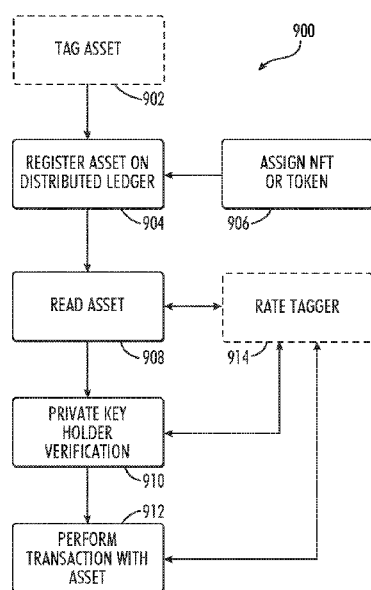 TAG ASSET
900
902
REGISTER ASSET ON
DISTRIBUTED LEDGER
ASSIGN NFT
OR TOKEN
904
906
READ ASSET
RATE TAGGER
908
914
PRIVATE KEY
HOLDER
VERIFICATION
910
912
PERFORM
TRANSACTION WITH
ASSET